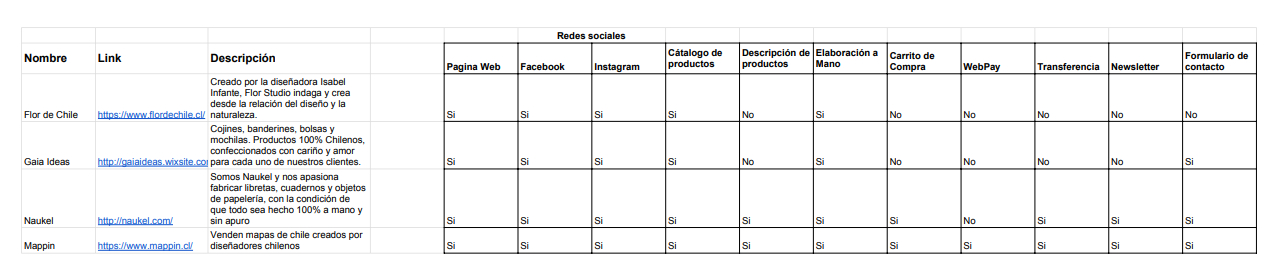 Redes sociales
Nombre Link Descripción Pagina Web Facebook Instagram Cátalogo de productos Descripción de productos Elaboración a Mano Carrito de Compra WebPay Transferencia Newsletter Formulario de contacto
Creado por la diseñadora Isabel
Infante, Flor Studio indaga y crea
desde la relación del diseño y la
Flor de Chile https://www.flordechile.cl/ naturaleza. Si Si Si Si No Si No No No No No
Cojines, banderines, bolsas y
mochilas. Productos 100% Chilenos,
confeccionados con cariño y amor
Gaia Ideas http://gaiaideas.wixsite.co para cada uno de nuestros clientes. Si Si Si Si No Si No No No No Si
Somos Naukel y nos apasiona
fabricar libretas, cuadernos y objetos
de papelería, con la condición de
que todo sea hecho 100% a mano y
Naukel http://naukel.com/ sin apuro Si Si Si Si Si Si Si No Si Si Si
Venden mapas de chile creados por
Mappin https://www.mappin.cl/ diseñadores chilenos Si Si Si Si Si Si Si Si Si Si Si